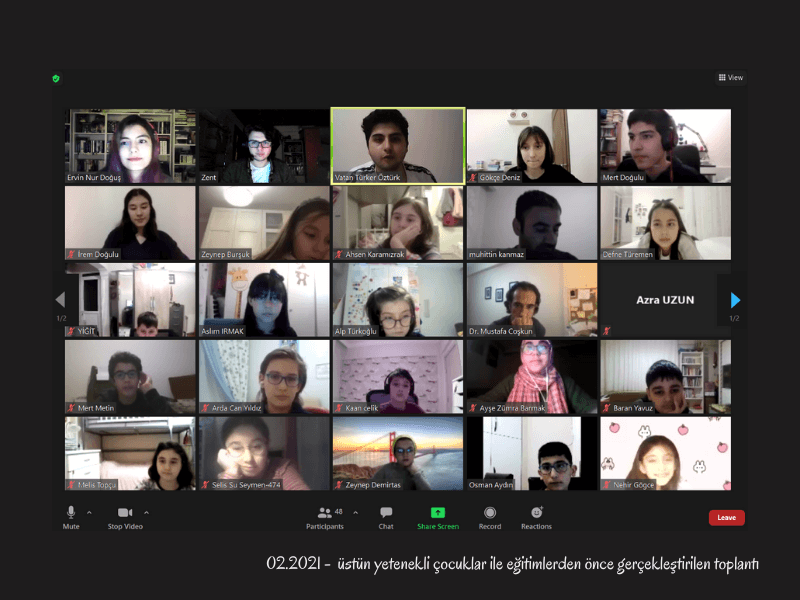 View
Ervin Nur Doğuş
Zent
Vatan Türker Öztürk
Gökçe Deniz
Mert Doğulu
İrem Doğulu
Zeynep Burşuk
Ahsen Karamızrak
muhittin kanmaz
Defne Türemen
YİĞİT
Aslım IRMAK
Alp Türkoğlu
Dr. Mustafa Coşkun
Azra UZUN
1/2
1/2
Mert Metin
Arda Can Yıldız
Kaan celik
Ayşe Zümra Barmak
Baran Yavuz
Melis Topçu
Selis Su Seymen-474
Zeynep Demirtas
Osman Aydın
Nehir Gökçe
Mute
Stop Video
48
Participants
Chat
Share Screen
Record
Reactions
Leave
02.2021 - üstün yetenekli çocuklar ile eğitimlerden önce gerçekleştirilen toplantı